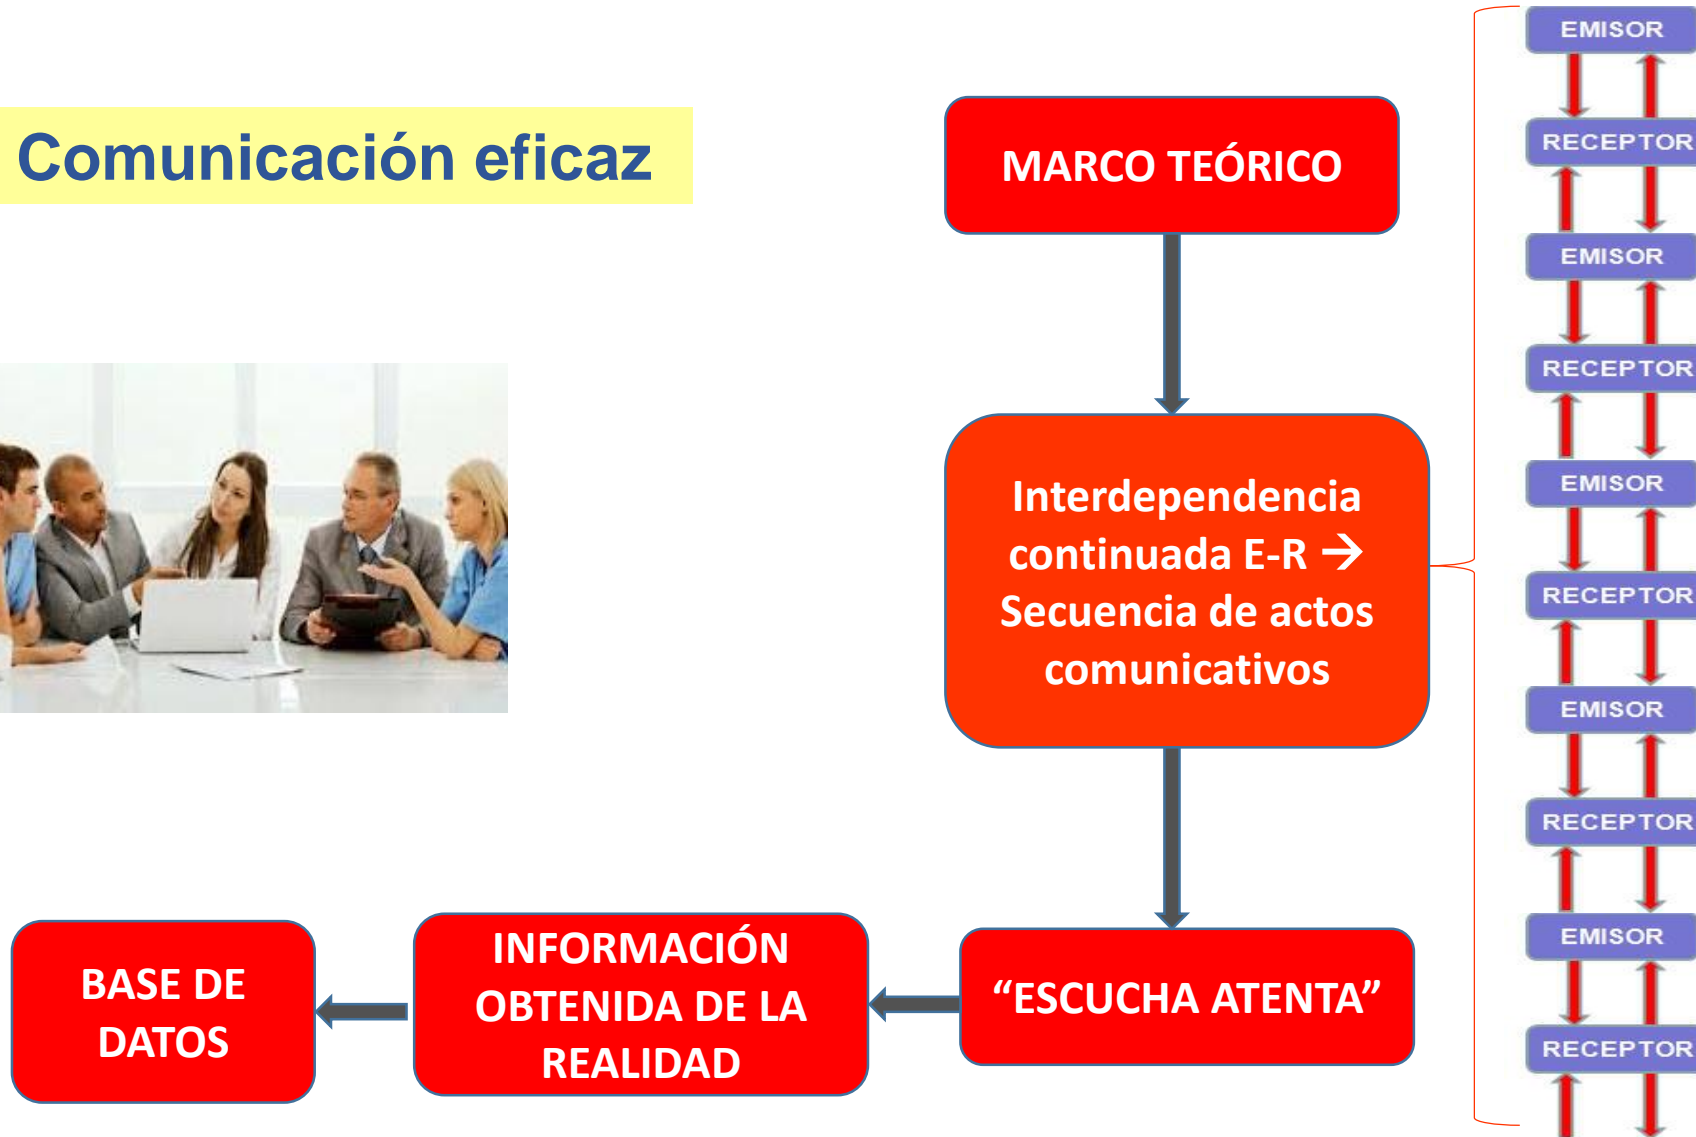 Comunicación eficaz
MARCO TEÓRICO
Interdependencia
continuada E-R →
Secuencia de actos
comunicativos
“ESCUCHA ATENTA”
INFORMACIÓN
OBTENIDA DE LA
REALIDAD
BASE DE
DATOS
EMISOR
RECEPTOR
EMISOR
RECEPTOR
EMISOR
RECEPTOR
EMISOR
RECEPTOR
EMISOR
RECEPTOR